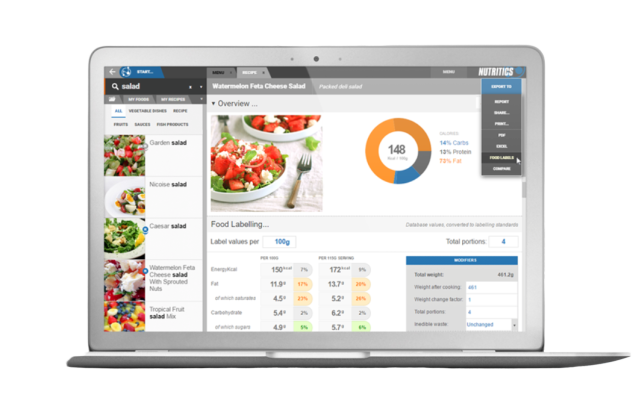 START...
MENU
RECIPE
MENU
NUTRITICS
salad
Watermelon Feta Cheese Salad
Packed deli salad
EXPORT TO
MY FOODS
MY RECIPES
Overview ...
REPORT
SHARE...
PRINT...
PDF
EXCEL
FOOD LABELS
COMPARE
ALL
VEGETABLE DISHES
RECIPE
FRUITS
SAUCES
FISH PRODUCTS
Garden salad
Nicoise salad
Caesar salad
Watermelon Feta
Cheese salad
With Sprouted
Nuts
Tropical Fruit
salad Mix
148
kcal / 100g
CALORIES
14% Carbs
13% Protein
73% Fat
Food Labelling...
Database values, converted to labelling standards
Label values per
100g
Total portions:
4
PER 100G
PER 115G SERVING
Energy/kcal
150kcal
7%
172kcal
9%
Fat
11.9g
17%
13.7g
20%
of which saturates
4.5g
23%
5.2g
26%
Carbohydrate
5.4g
2%
6.2g
2%
of which sugars
4.9g
5%
5.7g
6%
MODIFIERS
Total weight:
461.2g
Weight after cooking:
461
Weight change factor:
1
Total portions:
4
Inedible waste:
Unchanged